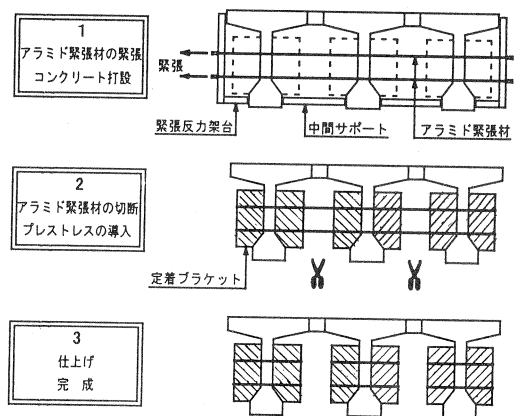 1
アラミド緊張材の緊張
コンクリート打設
緊張
緊張反力架台
中間サポート
アラミド緊張材
2
アラミド緊張材の切断
プレストレスの導入
定着ブラケット
3
仕上げ
完成